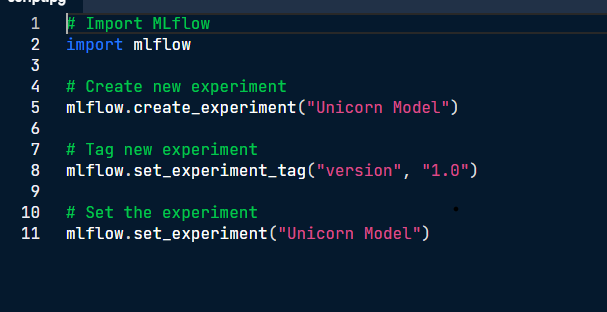 1 # Import MLflow
2 import mlflow
3
4 # Create new experiment
5 mlflow.create_experiment("Unicorn Model")
6
7 # Tag new experiment
8 mlflow.set_experiment_tag("version", "1.0")
9
10 # Set the experiment
11 mlflow.set_experiment("Unicorn Model")